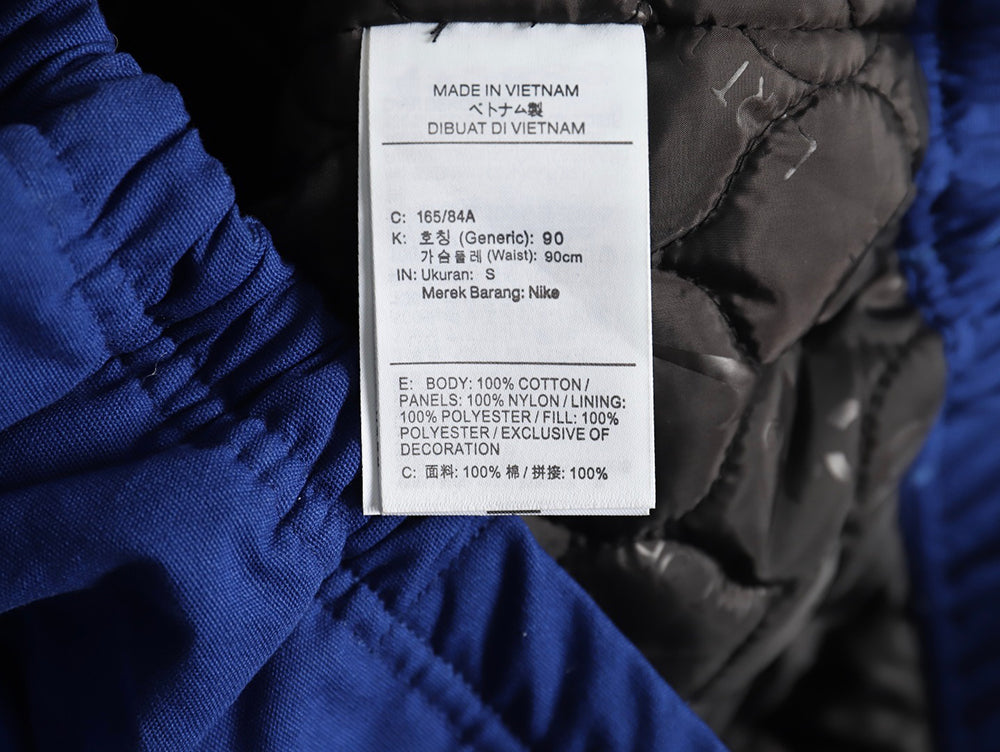 MADE IN VIETNAM
ベトナム製
DIBUAT DI VIETNAM
C: 165/84A
K: 호칭 (Generic): 90
가슴둘레 (Waist): 90cm
IN: Ukuran: S
Merek Barang: Nike
E: BODY: 100% COTTON /
PANELS: 100% NYLON / LINING:
100% POLYESTER / FILL: 100%
POLYESTER / EXCLUSIVE OF
DECORATION
C: 面料: 100% 棉 / 拼接: 100%